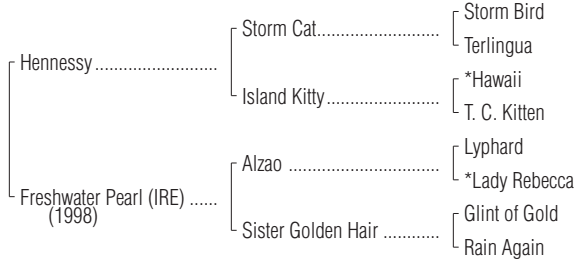 Storm Bird
Storm Cat..............................
Terlingua
Hennessy .............................
*Hawaii
Island Kitty............................
T. C. Kitten
Lyphard
Alzao .....................................
*Lady Rebecca
Freshwater Pearl (IRE) ......
(1998)
Glint of Gold
Sister Golden Hair ..............
Rain Again